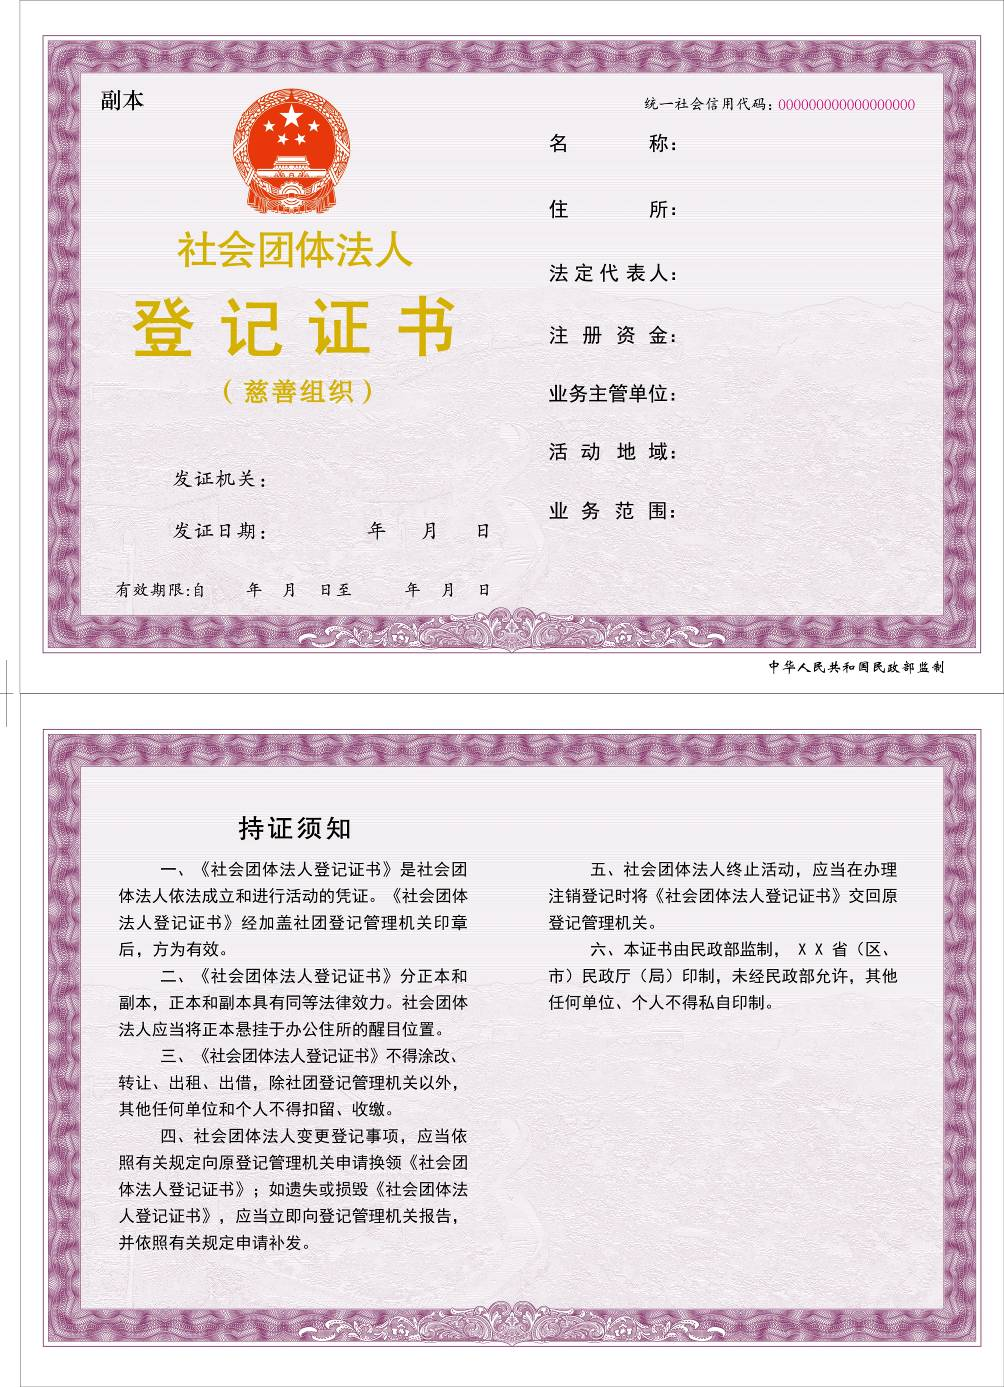 副本
社会团体法人
登记证书
（慈善组织）
发证机关：
发证日期： 年 月 日
有效期限:自 年 月 日至 年 月 日
统一社会信用代码：000000000000000000
名 称：
住 所：
法定代表人：
注册资金：
业务主管单位：
活动地域：
业务范围：
中华人民共和国民政部监制
持证须知
一、《社会团体法人登记证书》是社会团
体法人依法成立和进行活动的凭证。《社会团体
法人登记证书》经加盖社团登记管理机关印章
后，方为有效。
二、《社会团体法人登记证书》分正本和
副本，正本和副本具有同等法律效力。社会团体
法人应当将正本悬挂于办公住所的醒目位置。
三、《社会团体法人登记证书》不得涂改、
转让、出租、出借，除社团登记管理机关以外，
其他任何单位和个人不得扣留、收缴。
四、社会团体法人变更登记事项，应当依
照有关规定向原登记管理机关申请换领《社会团
体法人登记证书》；如遗失或损毁《社会团体法
人登记证书》，应当立即向登记管理机关报告，
并依照有关规定申请补发。
五、社会团体法人终止活动，应当在办理
注销登记时将《社会团体法人登记证书》交回原
登记管理机关。
六、本证书由民政部监制， X X 省（区、
市）民政厅（局）印制，未经民政部允许，其他
任何单位、个人不得私自印制。